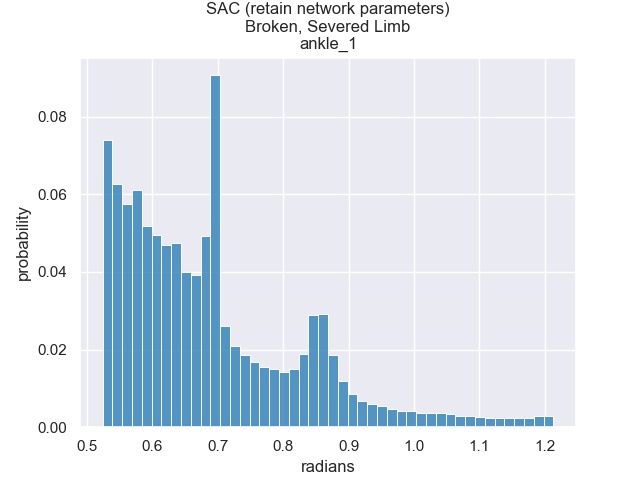 SAC (retain network parameters)
Broken, Severed Limb
ankle_1
probability
0.08
0.06
0.04
0.02
0.00
0.5 0.6 0.7 0.8 0.9 1.0 1.1 1.2
radians